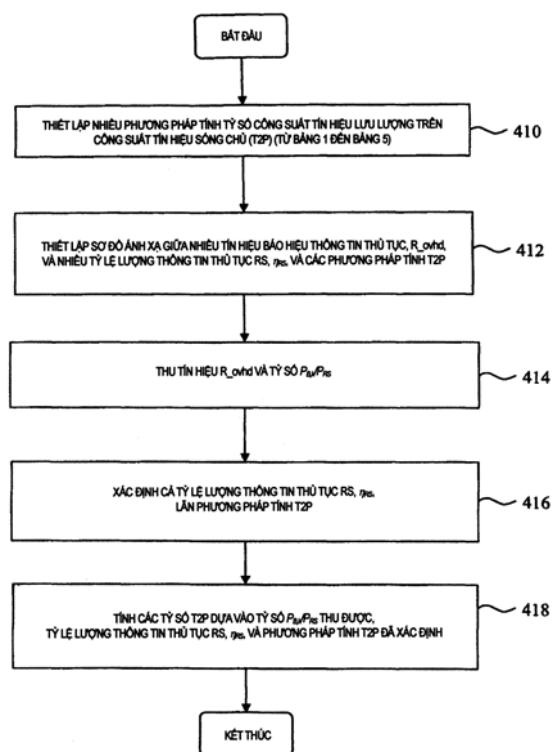 BẮT ĐẦU
THIẾT LẬP NHIỀU PHƯƠNG PHÁP TÍNH TỶ SỐ CÔNG SUẤT TÍN HIỆU LƯU LƯỢNG TRÊN
CÔNG SUẤT TÍN HIỆU SÓNG CHỦ (T2P) (TỪ BẢNG 1 ĐẾN BẢNG 5)
410
THIẾT LẬP SƠ ĐỒ ÁNH XẠ GIỮA NHIỀU TÍN HIỆU BÁO HIỆU THÔNG TIN THỦ TỤC, R_ovhd,
VÀ NHIỀU TỶ LỆ LƯỢNG THÔNG TIN THỦ TỤC RS, ηRS, VÀ CÁC PHƯƠNG PHÁP TÍNH T2P
412
THU TÍN HIỆU R_ovhd VÀ TỶ SỐ Pᵦₓ/PRS
414
XÁC ĐỊNH CẢ TỶ LỆ LƯỢNG THÔNG TIN THỦ TỤC RS, ηRS,
LẪN PHƯƠNG PHÁP TÍNH T2P
416
TÍNH CÁC TỶ SỐ T2P DỰA VÀO TỶ SỐ THU ĐƯỢC,
TỶ LỆ LƯỢNG THÔNG TIN THỦ TỤC RS, ηRS, VÀ PHƯƠNG PHÁP TÍNH T2P ĐÃ XÁC ĐỊNH
418
KẾT THÚC